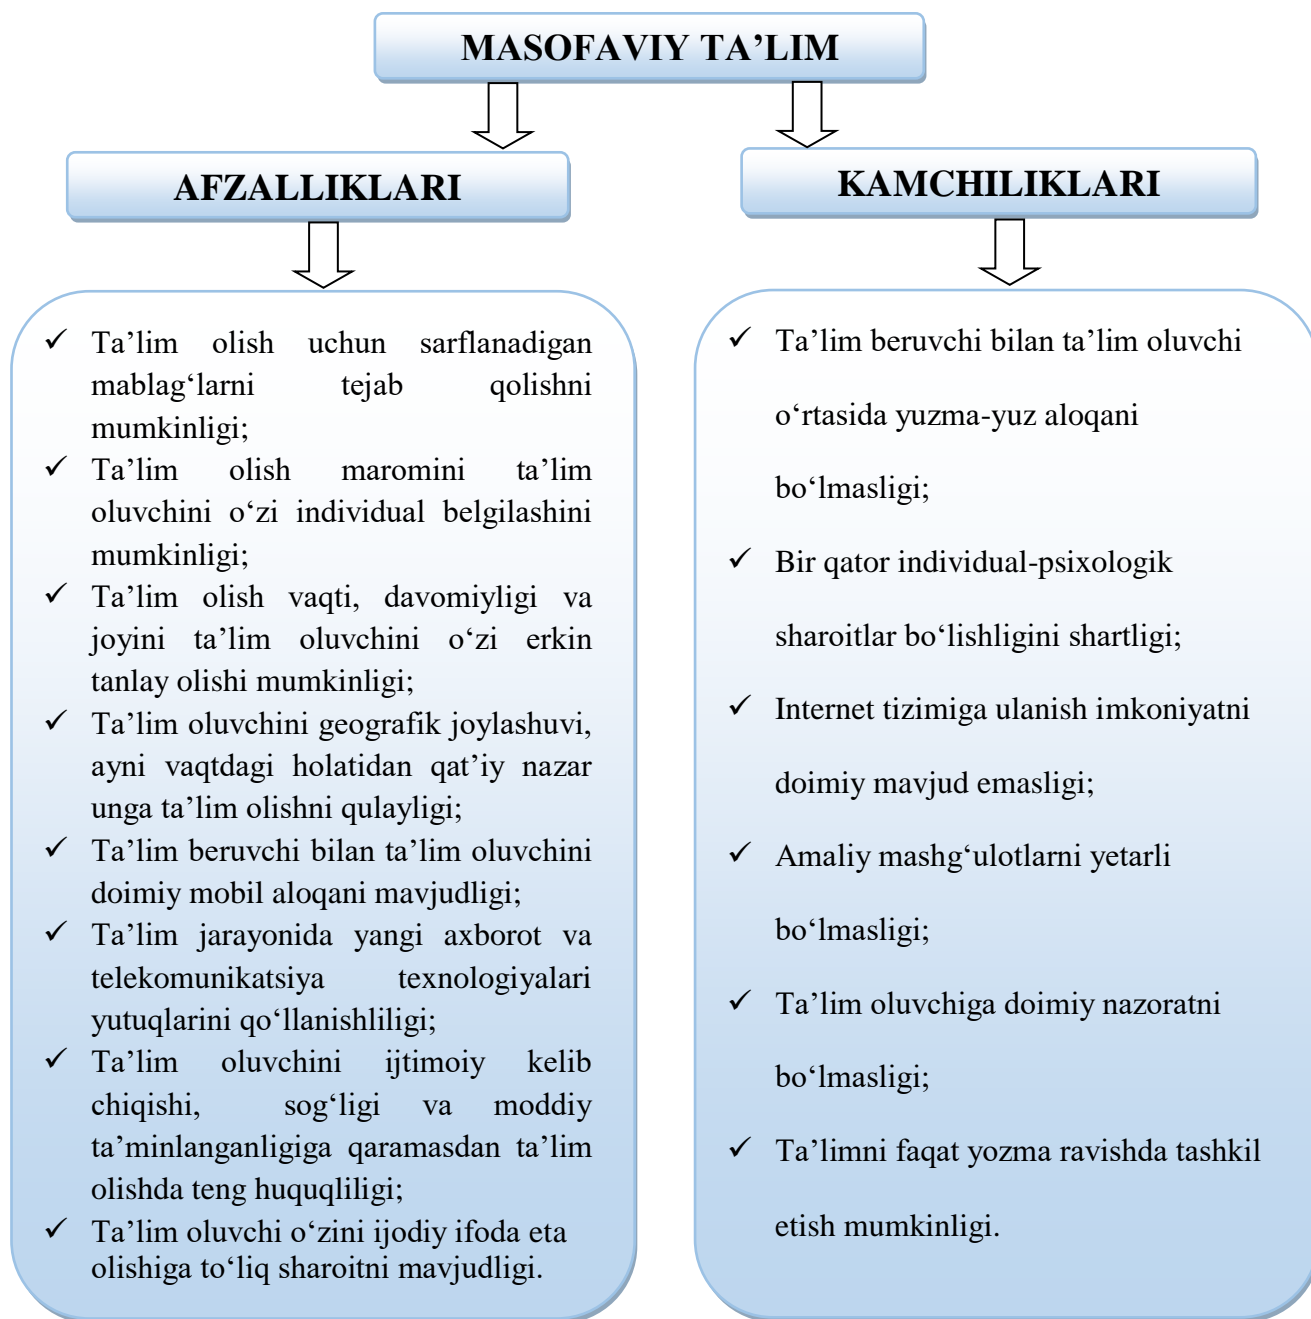 MASOFAVIY TA’LIM
AFZALLIKLARI
✓ Ta’lim olish uchun sarflanadigan
mablag‘larni tejab qolishni
mumkinligi;
✓ Ta’lim olish maromini ta’lim
oluvchini o‘zi individual belgilashini
mumkinligi;
✓ Ta’lim olish vaqti, davomiyligi va
joyini ta’lim oluvchini o‘zi erkin
tanlay olishi mumkinligi;
✓ Ta’lim oluvchini geografik joylashuvi,
ayni vaqtdagi holatidan qat’iy nazar
unga ta’lim olishni qulayligi;
✓ Ta’lim beruvchi bilan ta’lim oluvchini
doimiy mobil aloqani mavjudligi;
✓ Ta’lim jarayonida yangi axborot va
telekomunikatsiya texnologiyalari
yutuqlarini qo‘llanishliligi;
✓ Ta’lim oluvchini ijtimoiy kelib
chiqishi, sog‘ligi va moddiy
ta’minlanganligiga qaramasdan ta’lim
olishda teng huquqliligi;
✓ Ta’lim oluvchi o‘zini ijodiy ifoda eta
olishiga to‘liq sharoitni mavjudligi.
KAMCHILIKLARI
✓ Ta’lim beruvchi bilan ta’lim oluvchi
o‘rtasida yuzma-yuz aloqani
bo‘lmasligi;
✓ Bir qator individual-psixologik
sharoitlar bo‘lishligini shartligi;
✓ Internet tizimiga ulanish imkoniyatni
doimiy mavjud emasligi;
✓ Amaliy mashg‘ulotlarni yetarli
bo‘lmasligi;
✓ Ta’lim oluvchiga doimiy nazoratni
bo‘lmasligi;
✓ Ta’limni faqat yozma ravishda tashkil
etish mumkinligi.